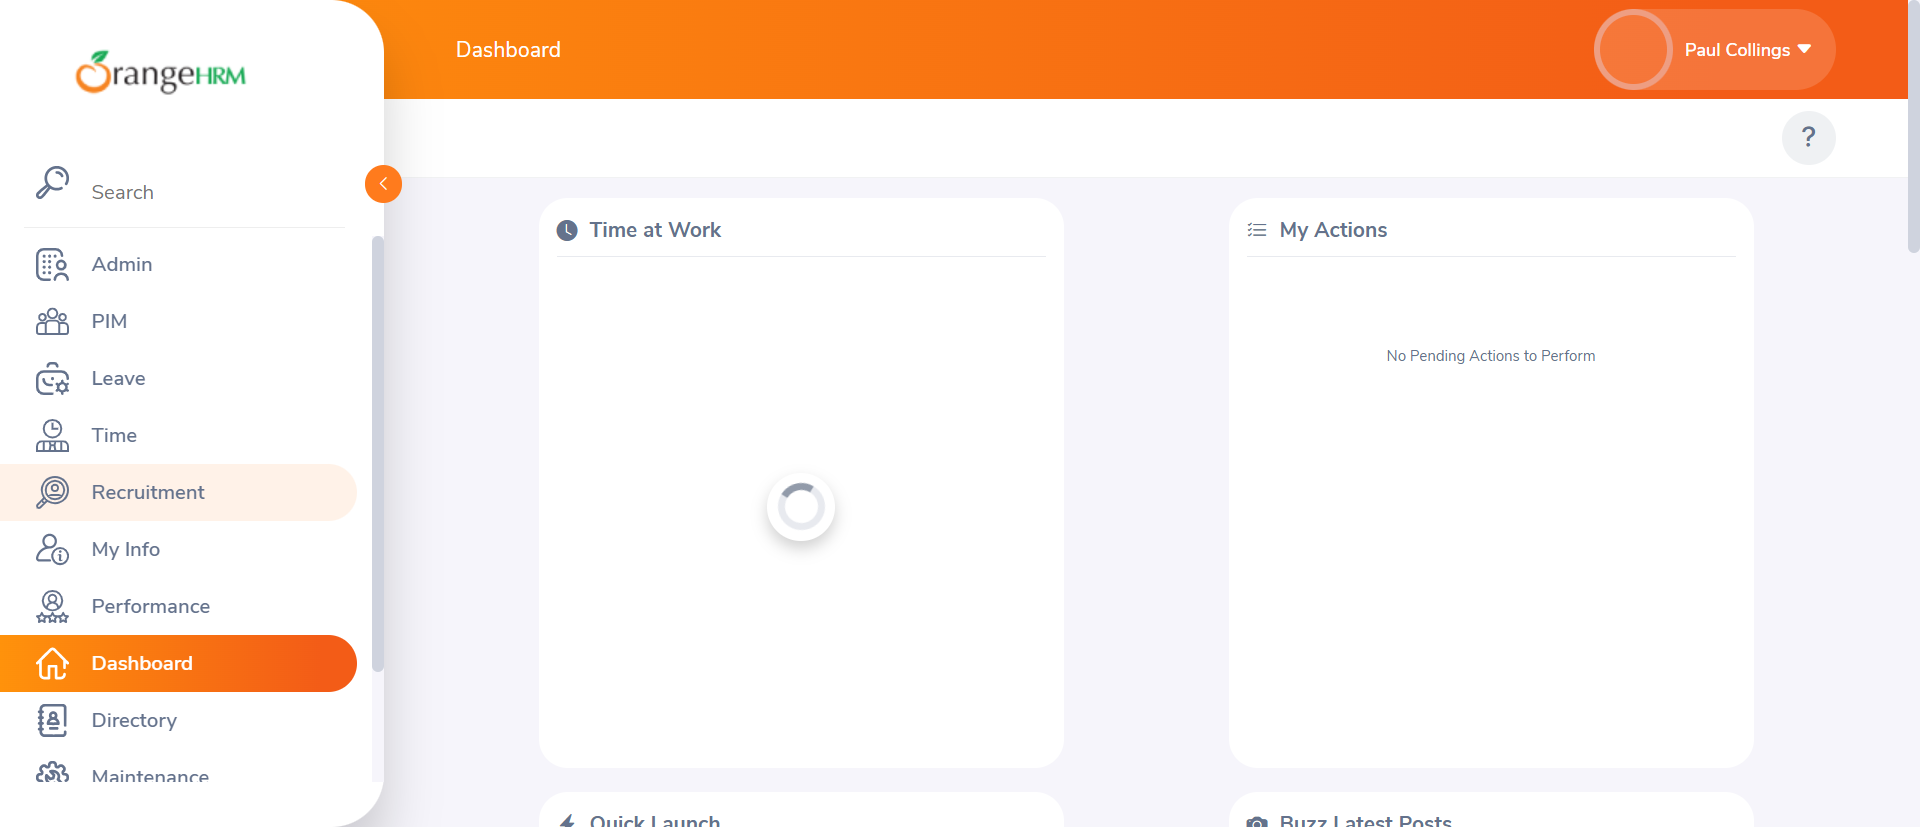 OrangeHRM
Dashboard
Paul Collings
?
Search
Admin
PIM
Leave
Time
Recruitment
My Info
Performance
Dashboard
Directory
Maintenance
Time at Work
My Actions
No Pending Actions to Perform
Quick Launch
Buzz Latest Posts